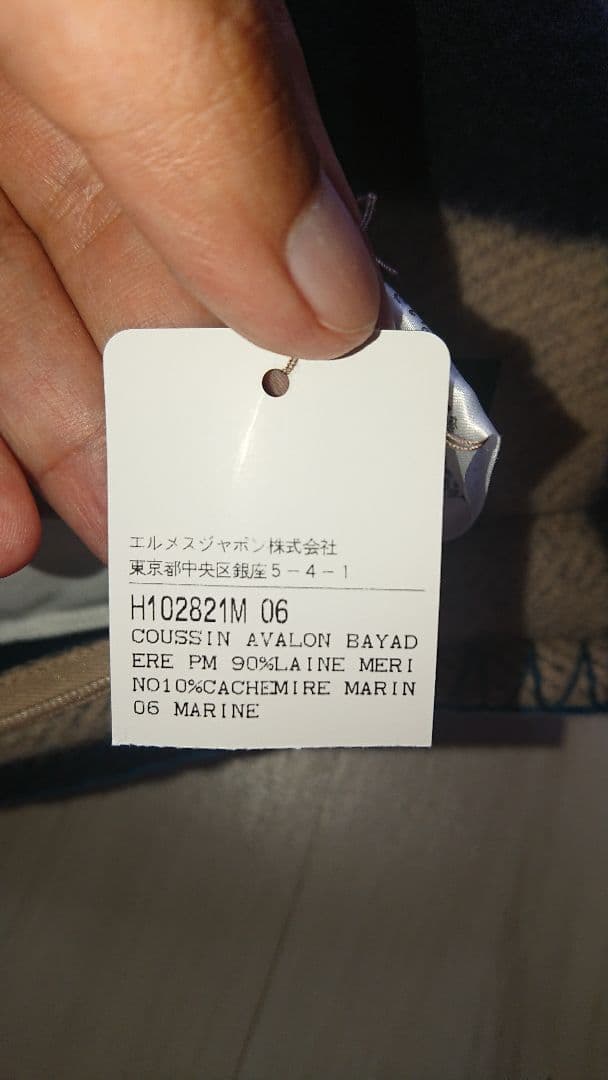 エルメスジャポン株式会社
東京都中央区銀座5-4-1
H102821M 06
COUSSIN AVALON BAYAD
ERE PM 90%LAINE MERI
NO10%CACHEMIRE MARIN
06 MARINE